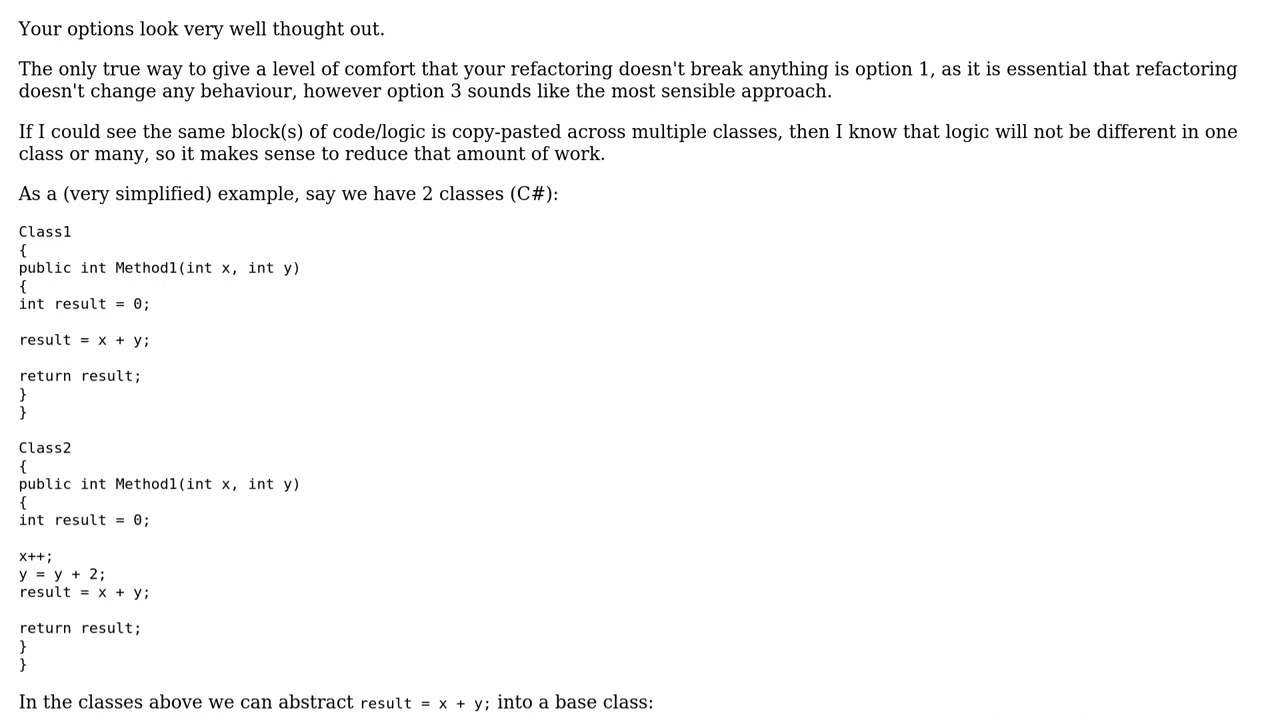 Your options look very well thought out.
The only true way to give a level of comfort that your refactoring doesn't break anything is option 1, as it is essential that refactoring
doesn't change any behaviour, however option 3 sounds like the most sensible approach.
If I could see the same block(s) of code/logic is copy-pasted across multiple classes, then I know that logic will not be different in one
class or many, so it makes sense to reduce that amount of work.
As a (very simplified) example, say we have 2 classes (C#):
Class1
{
public int Method1(int x, int y)
{
int result = 0;
result = x + y;
return result;
}
}
Class2
{
public int Method1(int x, int y)
{
int result = 0;
x++;
y = y + 2;
result = x + y;
return result;
}
}
In the classes above we can abstract result = x + y; into a base class: